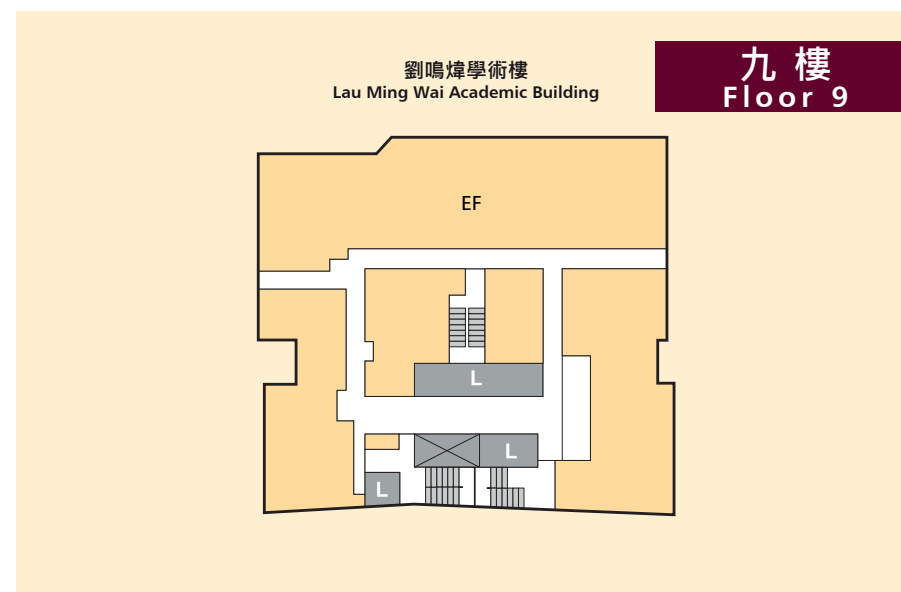 劉鳴煒學術樓
Lau Ming Wai Academic Building
九樓
Floor 9
EF
L
L
L